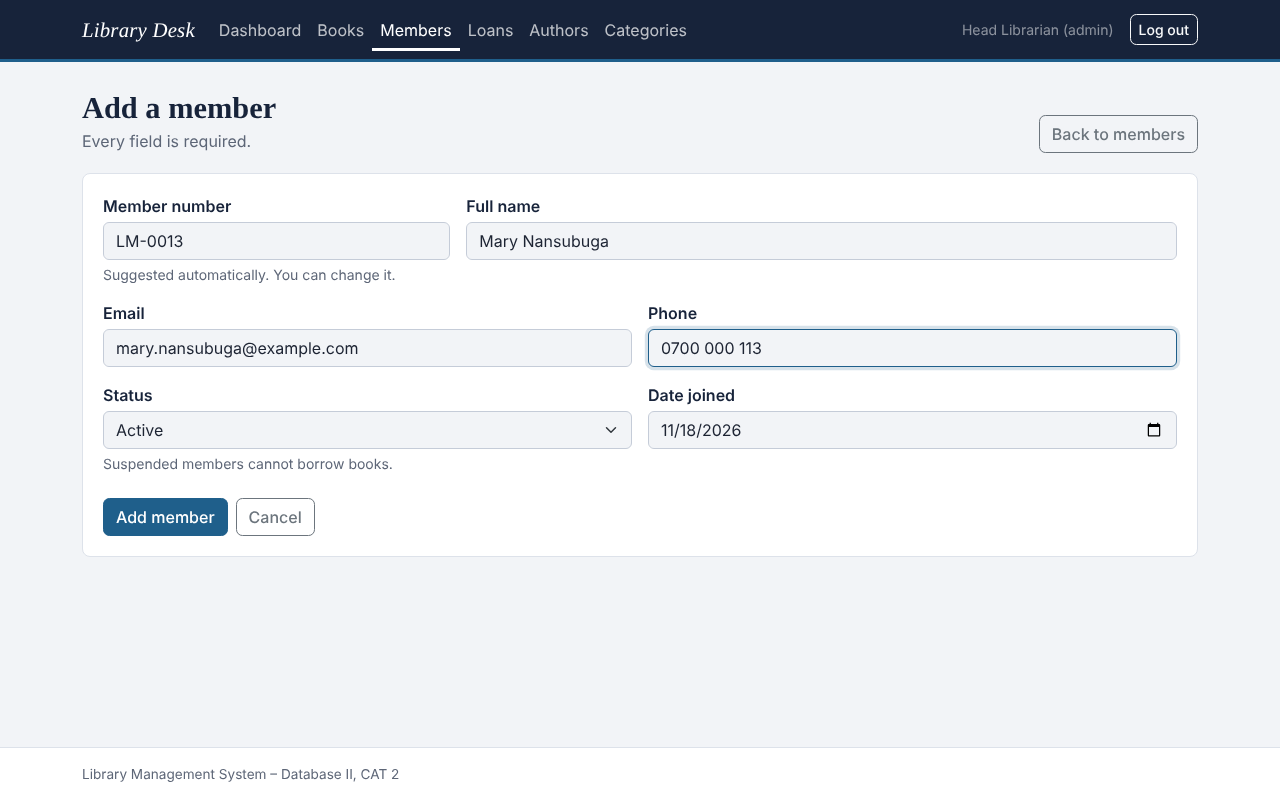 Library Desk Dashboard Books Members Loans Authors Categories Head Librarian (admin) Log out
Add a member
Every field is required.
Back to members
Member number Full name
LM-0013 Mary Nansubuga
Suggested automatically. You can change it.
Email Phone
mary.nansubuga@example.com 0700 000 113
Status Date joined
Active 11/18/2026
Suspended members cannot borrow books.
Add member Cancel
Library Management System – Database II, CAT 2